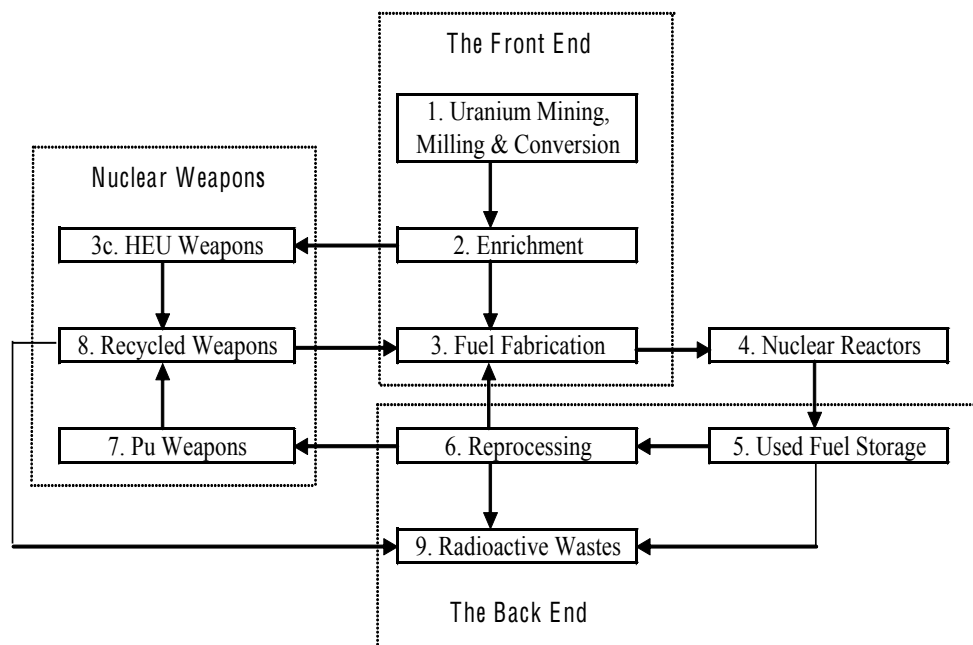 The Front End
1. Uranium Mining,
Milling & Conversion
Nuclear Weapons
3c. HEU Weapons
2. Enrichment
8. Recycled Weapons
3. Fuel Fabrication
4. Nuclear Reactors
7. Pu Weapons
6. Reprocessing
5. Used Fuel Storage
9. Radioactive Wastes
The Back End